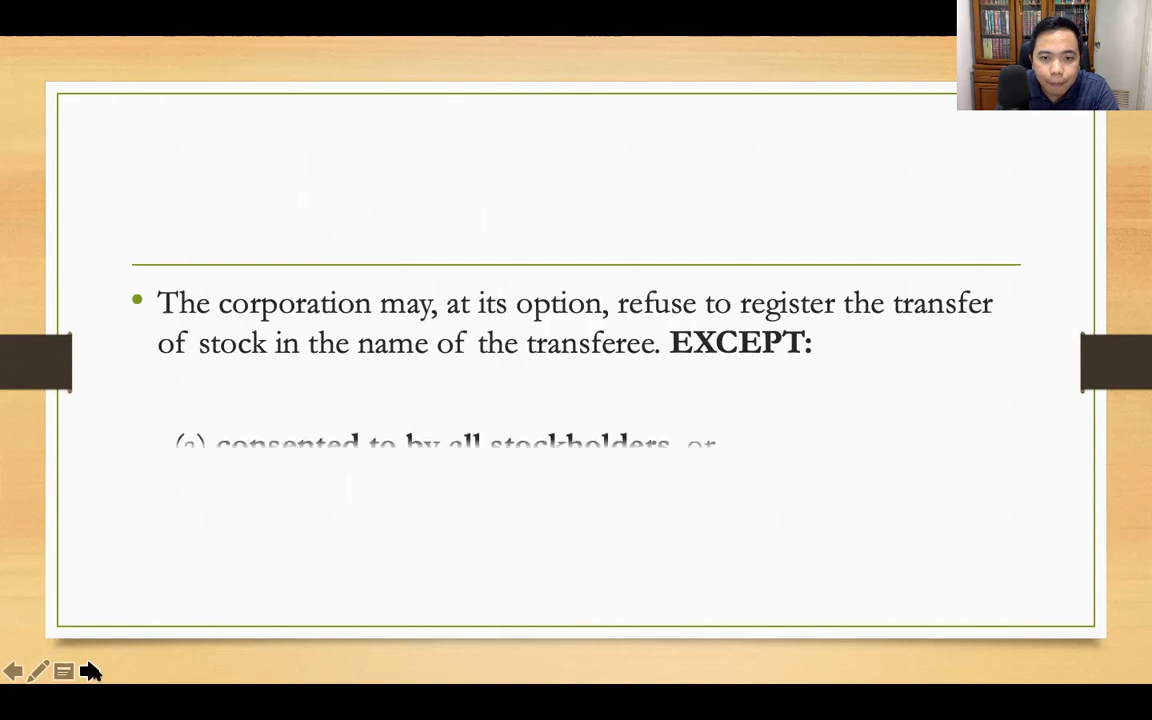 • The corporation may, at its option, refuse to register the transfer
of stock in the name of the transferee. EXCEPT:
(a) consented to by all stockholders, or